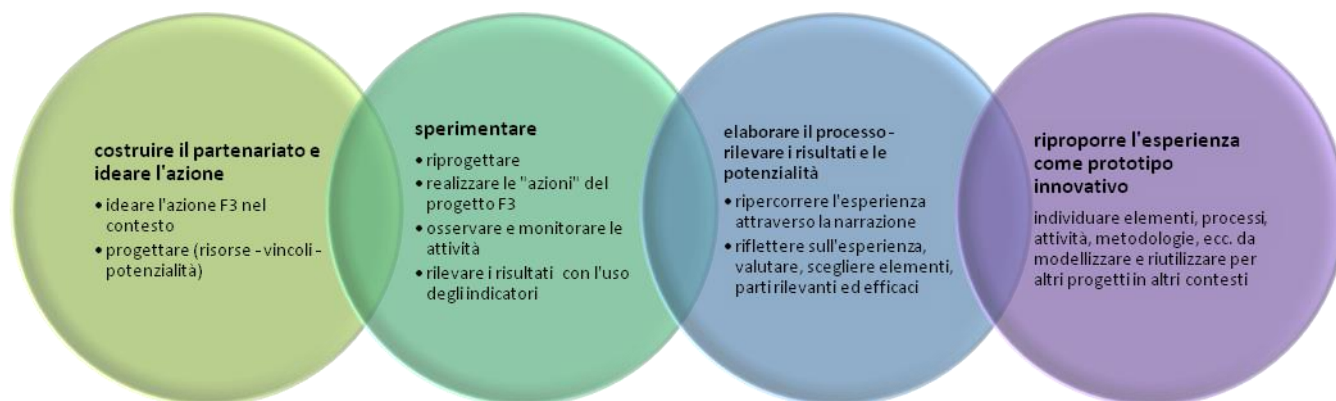 costruire il partenariato e
ideare l'azione
• ideare l'azione F3 nel
contesto
• progettare (risorse - vincoli -
potenzialità)
sperimentare
• riprogettare
• realizzare le "azioni" del
progetto F3
• osservare e monitorare le
attività
• rilevare i risultati con l'uso
degli indicatori
elaborare il processo -
rilevare i risultati e le
potenzialità
• ripercorrere l'esperienza
attraverso la narrazione
• riflettere sull'esperienza,
valutare, scegliere elementi,
parti rilevanti ed efficaci
riproporre l'esperienza
come prototipo
innovativo
individuare elementi, processi,
attività, metodologie, ecc. da
modellizzare e riutilizzare per
altri progetti in altri contesti